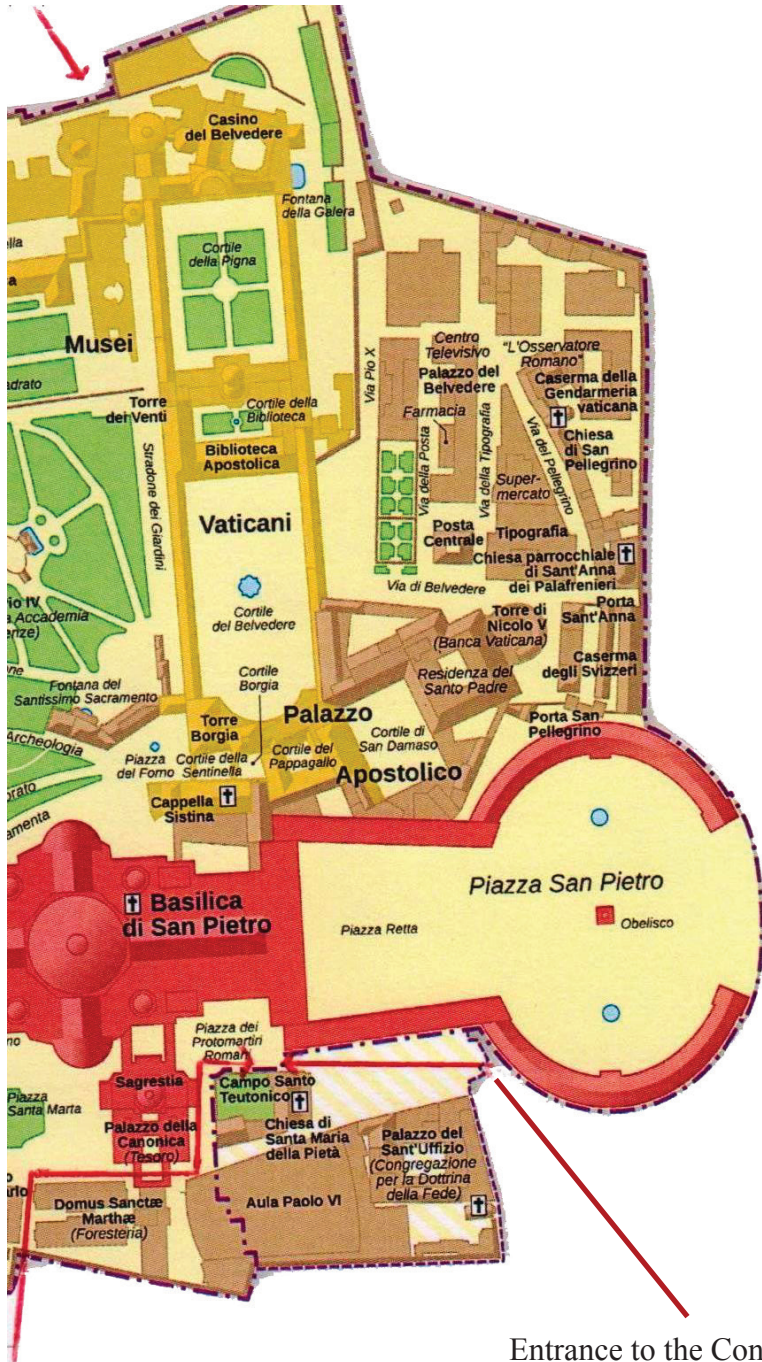 Casino
del Belvedere
Fontana
della Galera
Cortile
della Pigna
Musei
Torre
dei Venti
Cortile della
Biblioteca
Biblioteca
Apostolica
Stradone dei Giardini
Vaticani
Cortile
del Belvedere
Cortile
Borgia
Via Pio X
Centro
Televisivo
"L'Osservatore
Romano"
Palazzo del
Belvedere
Caserma della
Gendarmeria
vaticana
Farmacia
Chiesa
di San
Pellegrino
Via della Posta
Via della Tipografia
Via del Pellegrino
Super-
mercato
Posta
Centrale
Tipografia
Chiesa parrocchiale
di Sant'Anna
dei Palafrenieri
Via di Belvedere
Torre di
Nicolo V
(Banca Vaticana)
Porta
Sant'Anna
Residenza del
Santo Padre
Caserma
degli Svizzeri
Porta San
Pellegrino
Fontana del
Santissimo Sacramento
Torre
Borgia
Palazzo
Apostolico
Cortile di
San Damaso
Archeologia
Piazza
del Forno
Cortile della
Sentinella
Cortile del
Pappagallo
Cappella
Sistina
Basilica
di San Pietro
Piazza San Pietro
Piazza Retta
Obelisco
Piazza dei
Protomartiri
Romani
Piazza
Santa Marta
Sagrestia
Campo Santo
Teutonico
Palazzo della
Canonica
(Tesoro)
Chiesa di
Santa Maria
della Pietà
Palazzo del
Sant'Uffizio
(Congregazione
per la Dottrina
della Fede)
Domus Sanctæ
Marthæ
(Foresteria)
Aula Paolo VI
Entrance to the Con